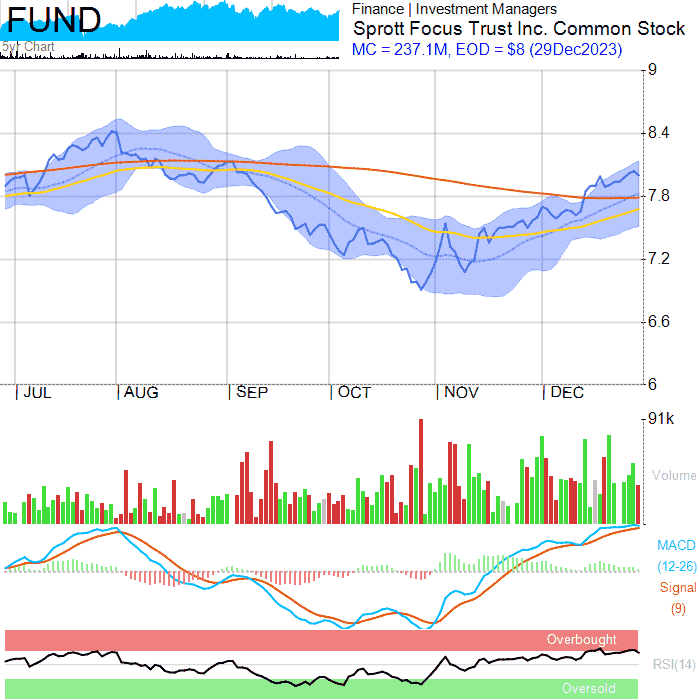 FUND
5yr Chart
Finance | Investment Managers
Sprott Focus Trust Inc. Common Stock
MC = 237.1M, EOD = $8 (29Dec2023)
9
8.4
7.8
7.2
6.6
6
JUL AUG SEP OCT NOV DEC
91k
Volume
MACD
(12-26)
Signal
(9)
Overbought
RSI(14)
Oversold